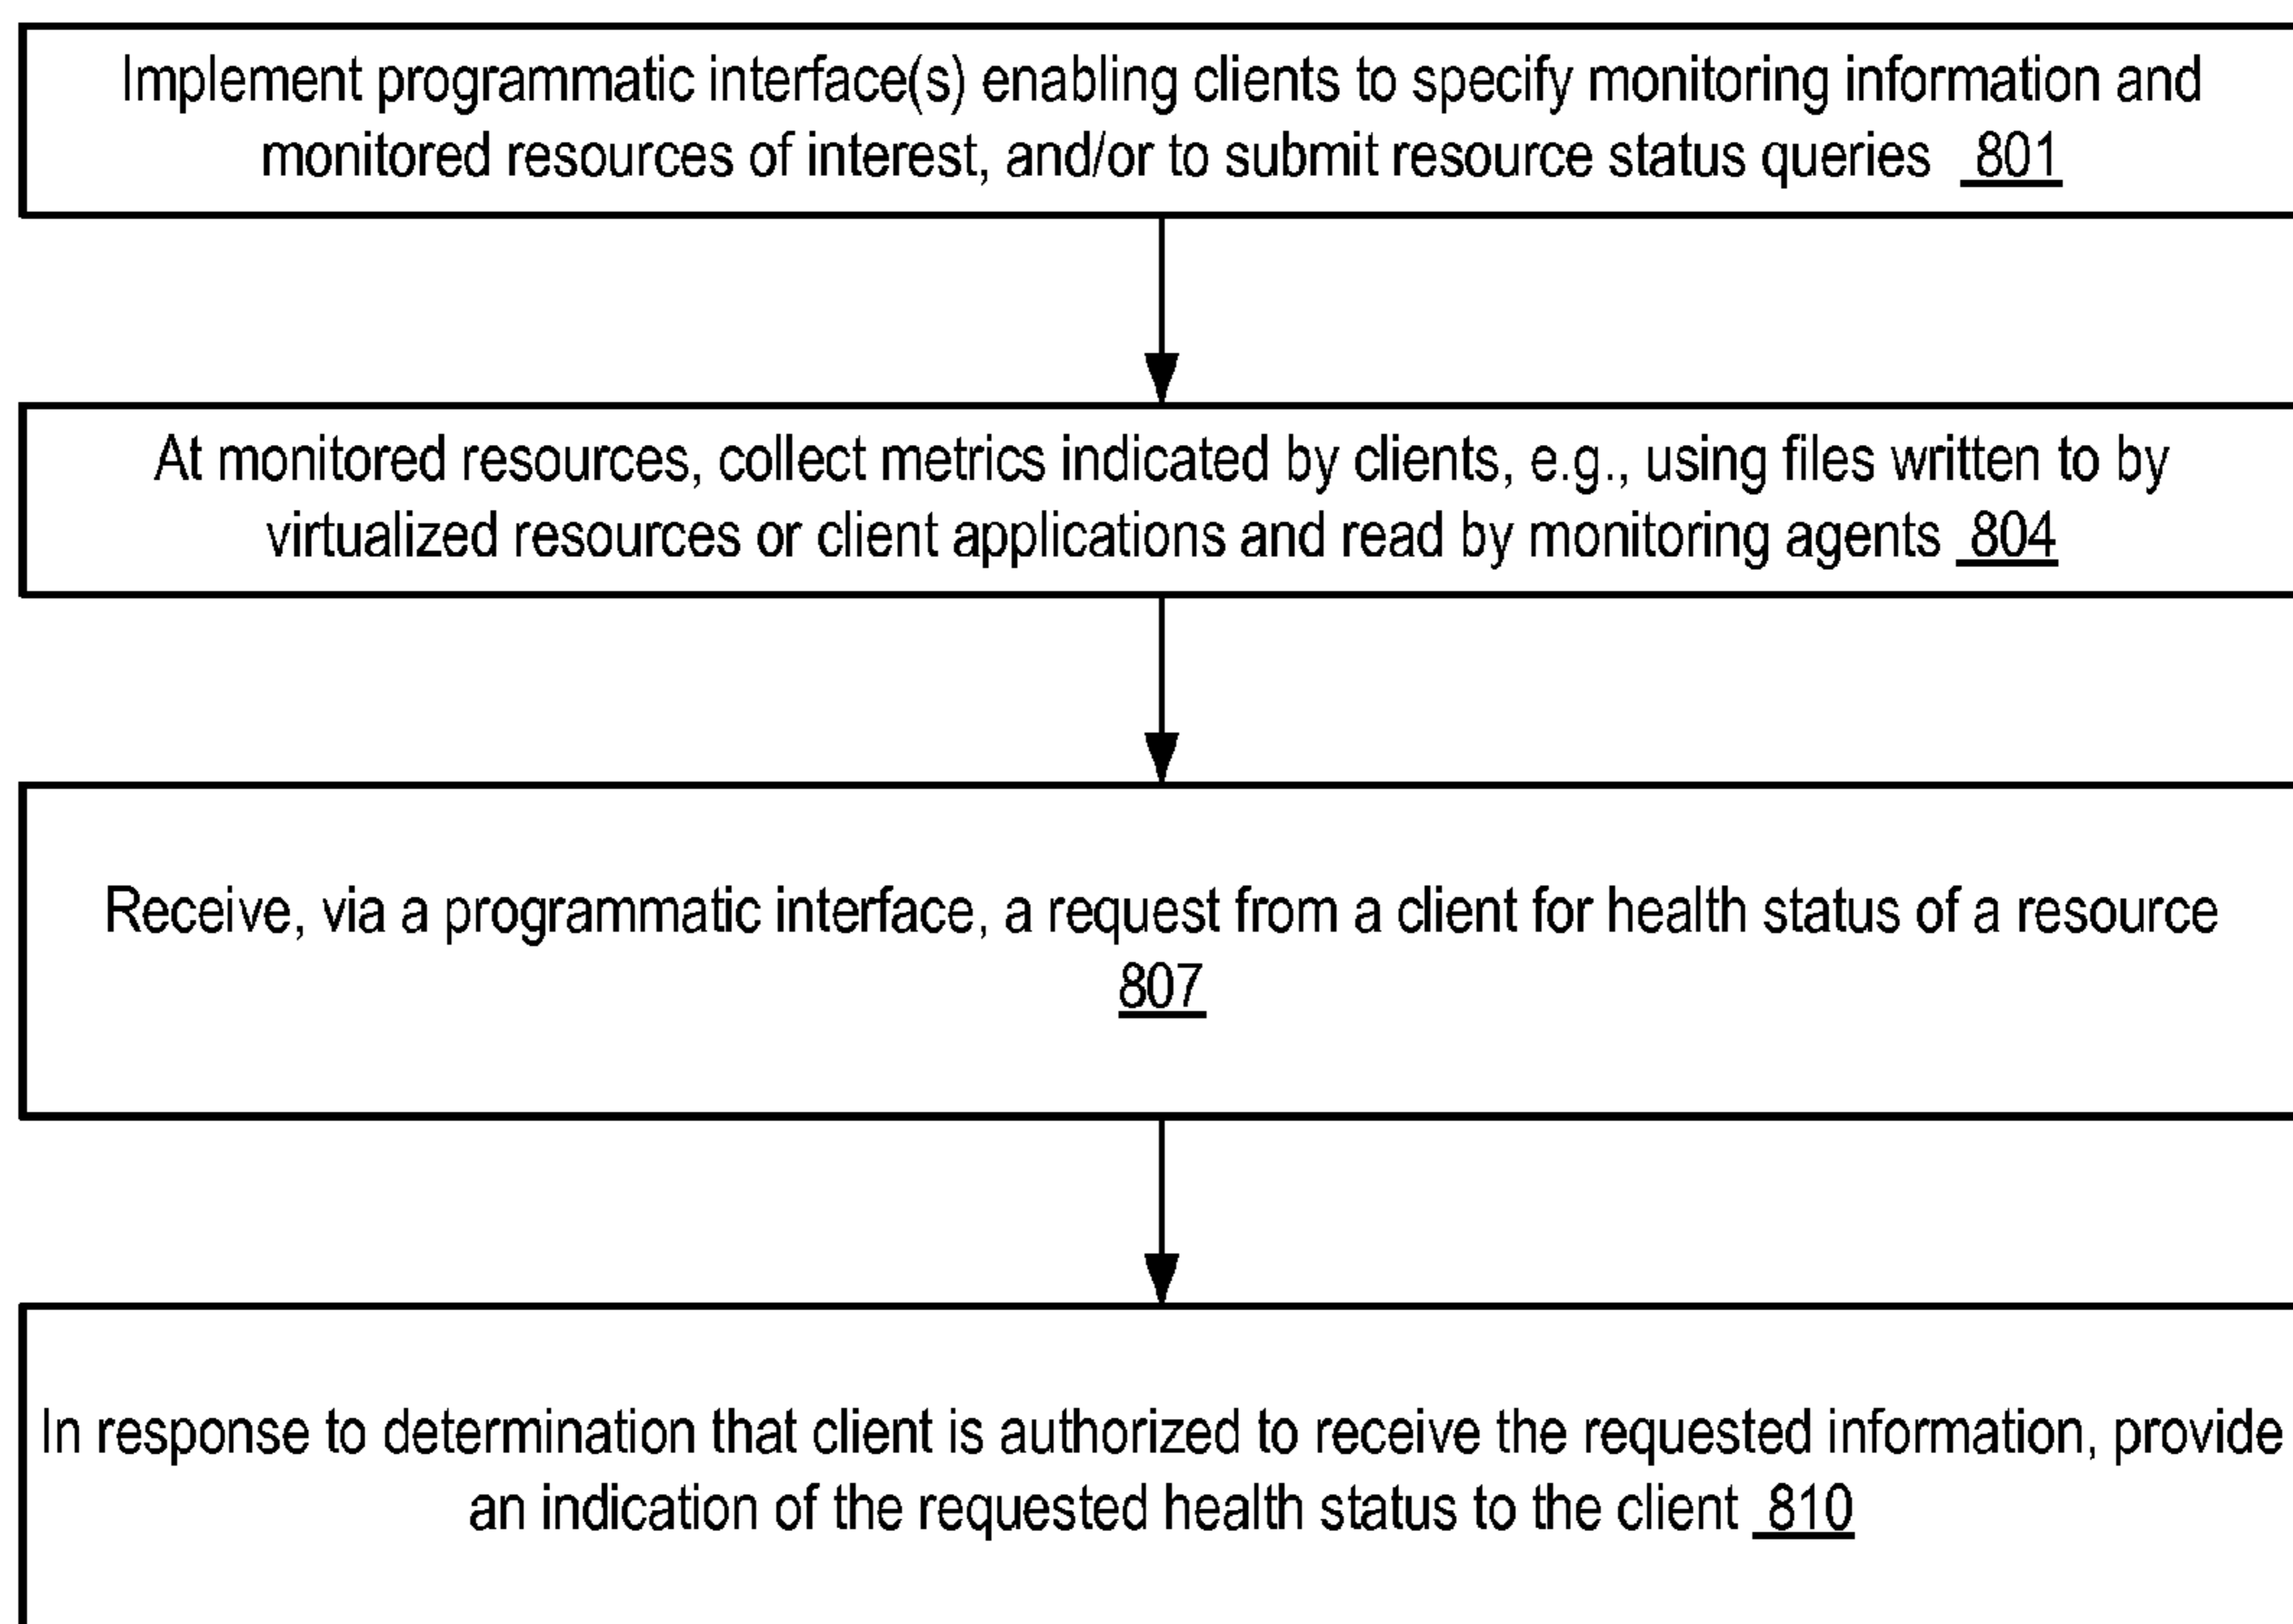 Implement programmatic interface(s) enabling clients to specify monitoring information and
monitored resources of interest, and/or to submit resource status queries 801
At monitored resources, collect metrics indicated by clients, e.g., using files written to by
virtualized resources or client applications and read by monitoring agents 804
Receive, via a programmatic interface, a request from a client for health status of a resource
807
In response to determination that client is authorized to receive the requested information, provide
an indication of the requested health status to the client 810